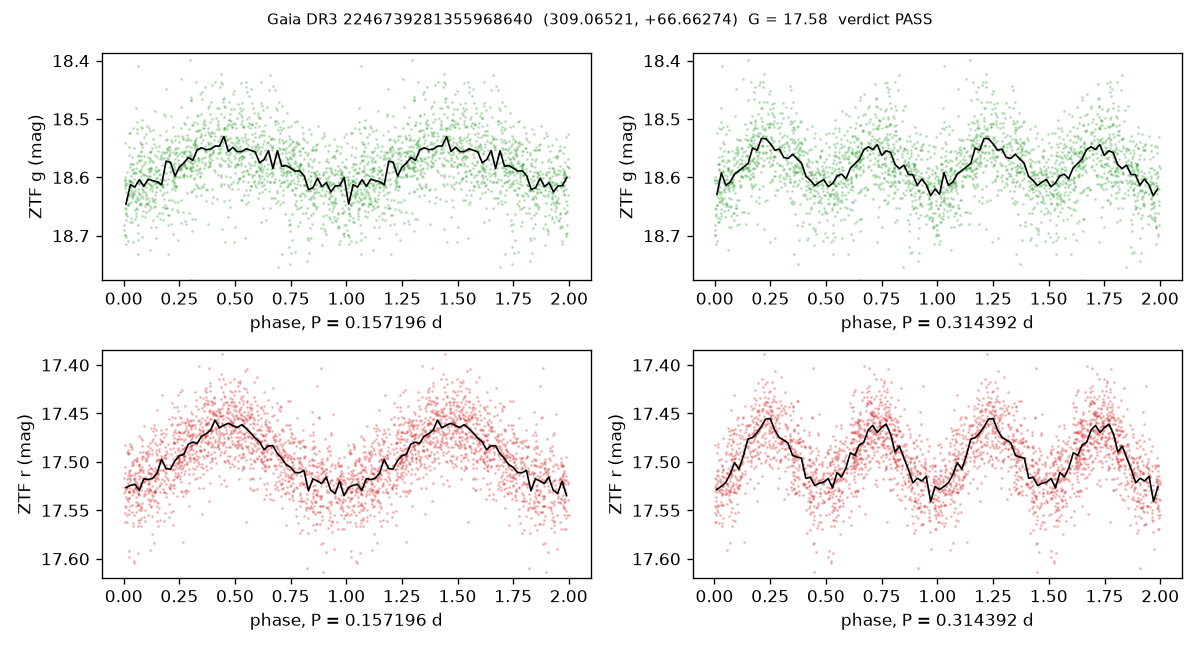 Gaia DR3 2246739281355968640  (309.06521, +66.66274)  G = 17.58  verdict PASS
ZTF g (mag)
18.4
18.5
18.6
18.7
0.00 0.25 0.50 0.75 1.00 1.25 1.50 1.75 2.00
phase, P = 0.157196 d
ZTF g (mag)
18.4
18.5
18.6
18.7
0.00 0.25 0.50 0.75 1.00 1.25 1.50 1.75 2.00
phase, P = 0.314392 d
ZTF r (mag)
17.40
17.45
17.50
17.55
17.60
0.00 0.25 0.50 0.75 1.00 1.25 1.50 1.75 2.00
phase, P = 0.157196 d
ZTF r (mag)
17.40
17.45
17.50
17.55
17.60
0.00 0.25 0.50 0.75 1.00 1.25 1.50 1.75 2.00
phase, P = 0.314392 d